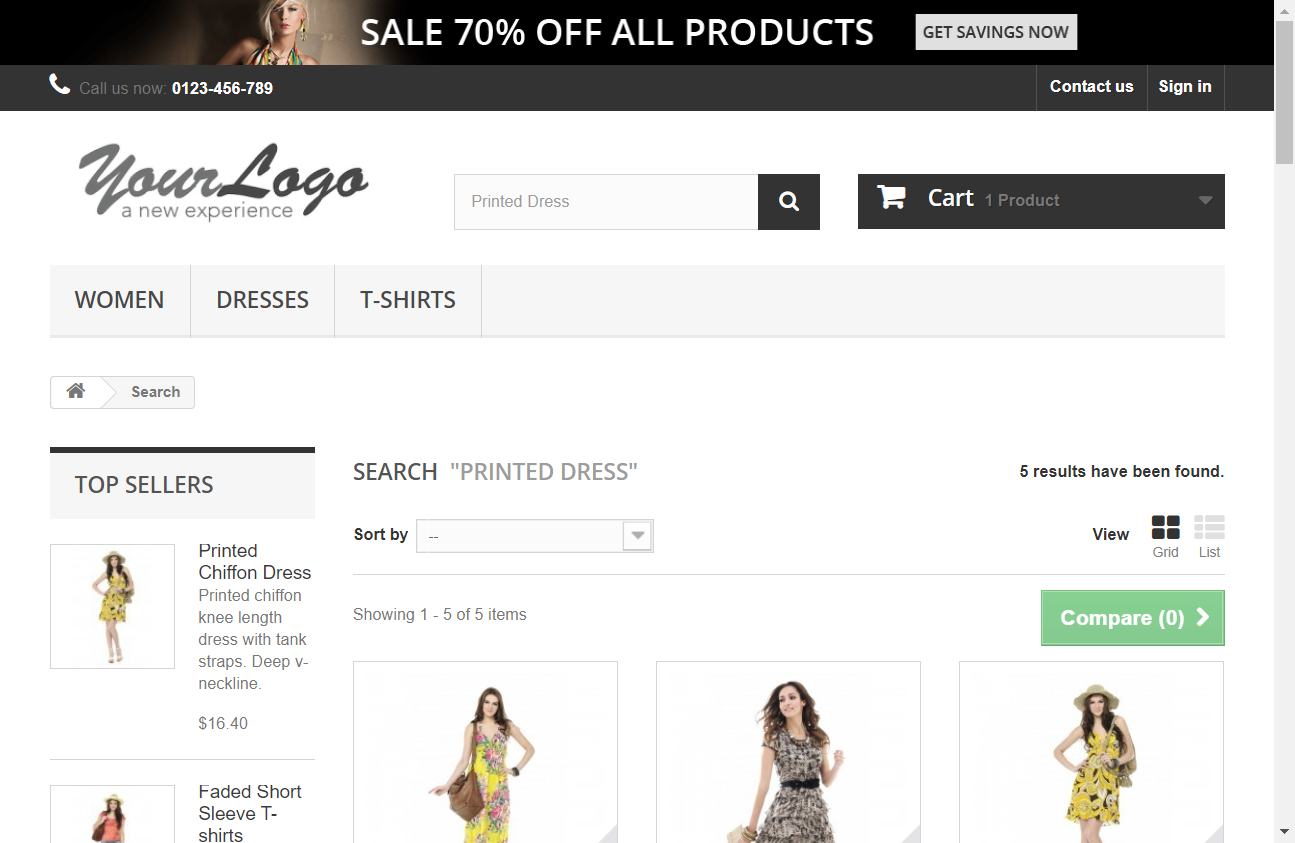 SALE 70% OFF ALL PRODUCTS
GET SAVINGS NOW
Call us now: 0123-456-789
Contact us
Sign in
YourLogo
a new experience
Printed Dress
Cart 1 Product
WOMEN
DRESSES
T-SHIRTS
Search
TOP SELLERS
Printed
Chiffon Dress
Printed chiffon
knee length
dress with tank
straps. Deep v-
neckline.
$16.40
Faded Short
Sleeve T-
shirts
SEARCH "PRINTED DRESS"
5 results have been found.
Sort by
--
View
Grid
List
Showing 1 - 5 of 5 items
Compare (0)